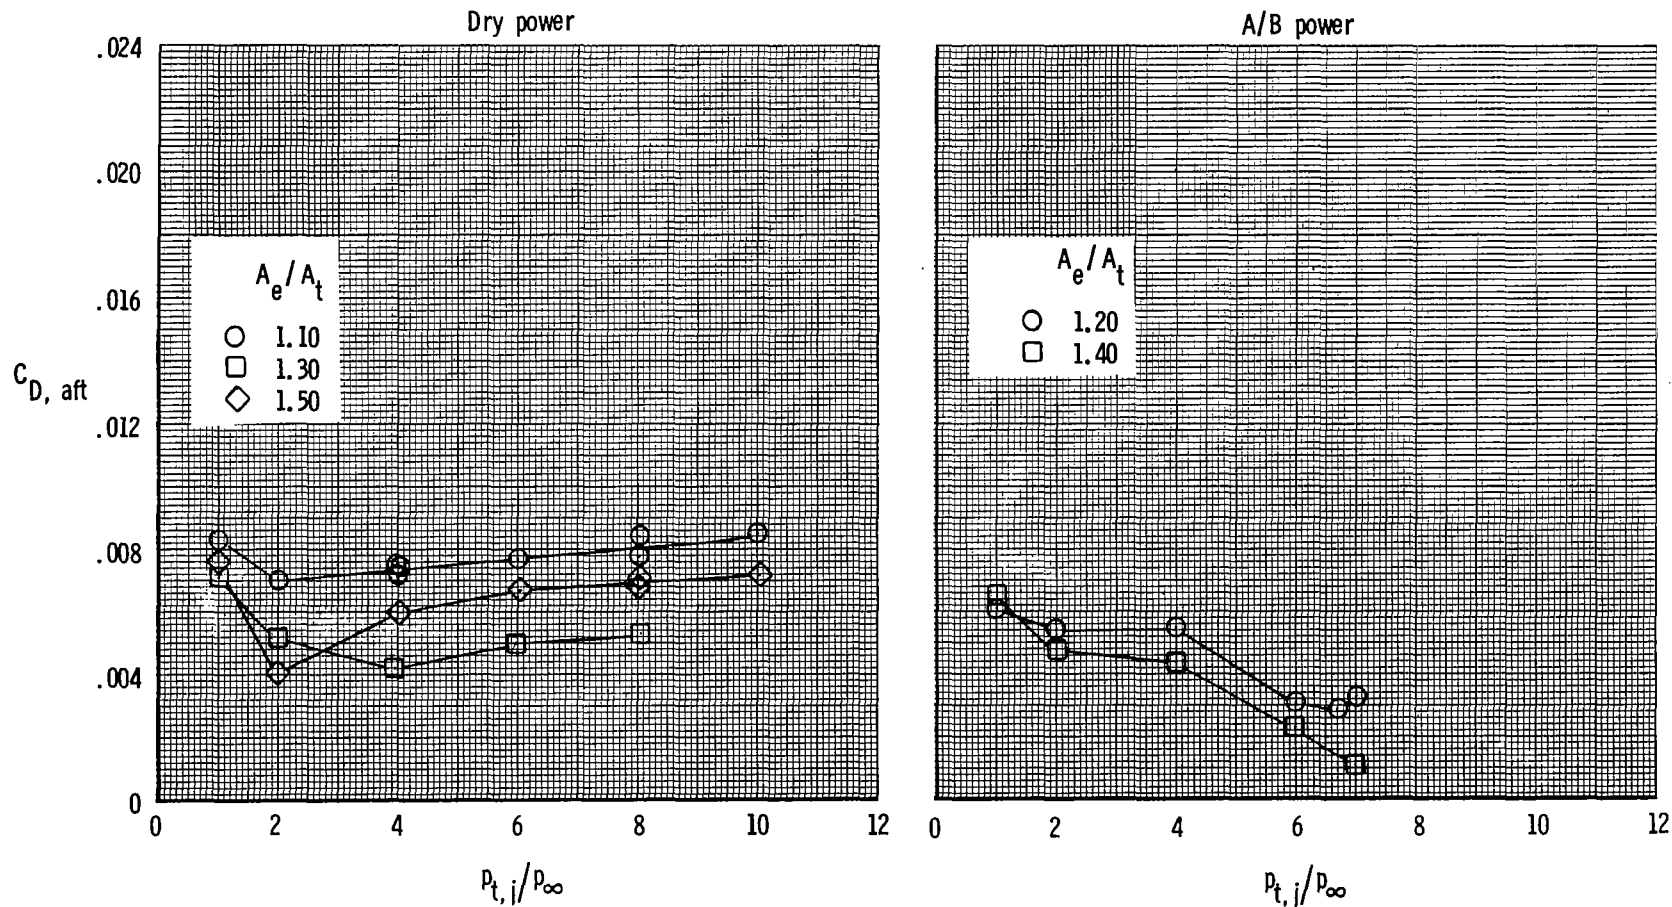 Dry power
A/B power
.024
.020
.016
.012
.008
.004
0
C_D, aft
A_e/A_t
1.10
1.30
1.50
A_e/A_t
1.20
1.40
0 2 4 6 8 10 12
0 2 4 6 8 10 12
p_t,j/p_∞
p_t,j/p_∞